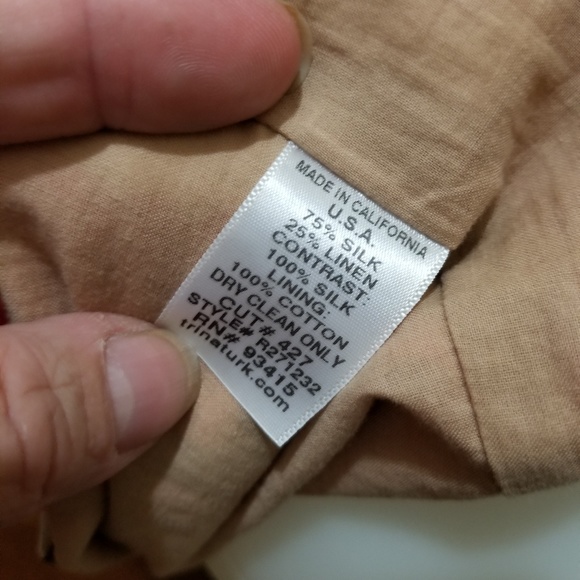 MADE IN CALIFORNIA
U.S.A.
75% SILK
25% LINEN
CONTRAST:
100% SILK
LINING:
100% COTTON
DRY CLEAN ONLY
CUT # 4271
STYLE# R271232
RN# 93415
trinaturk.com